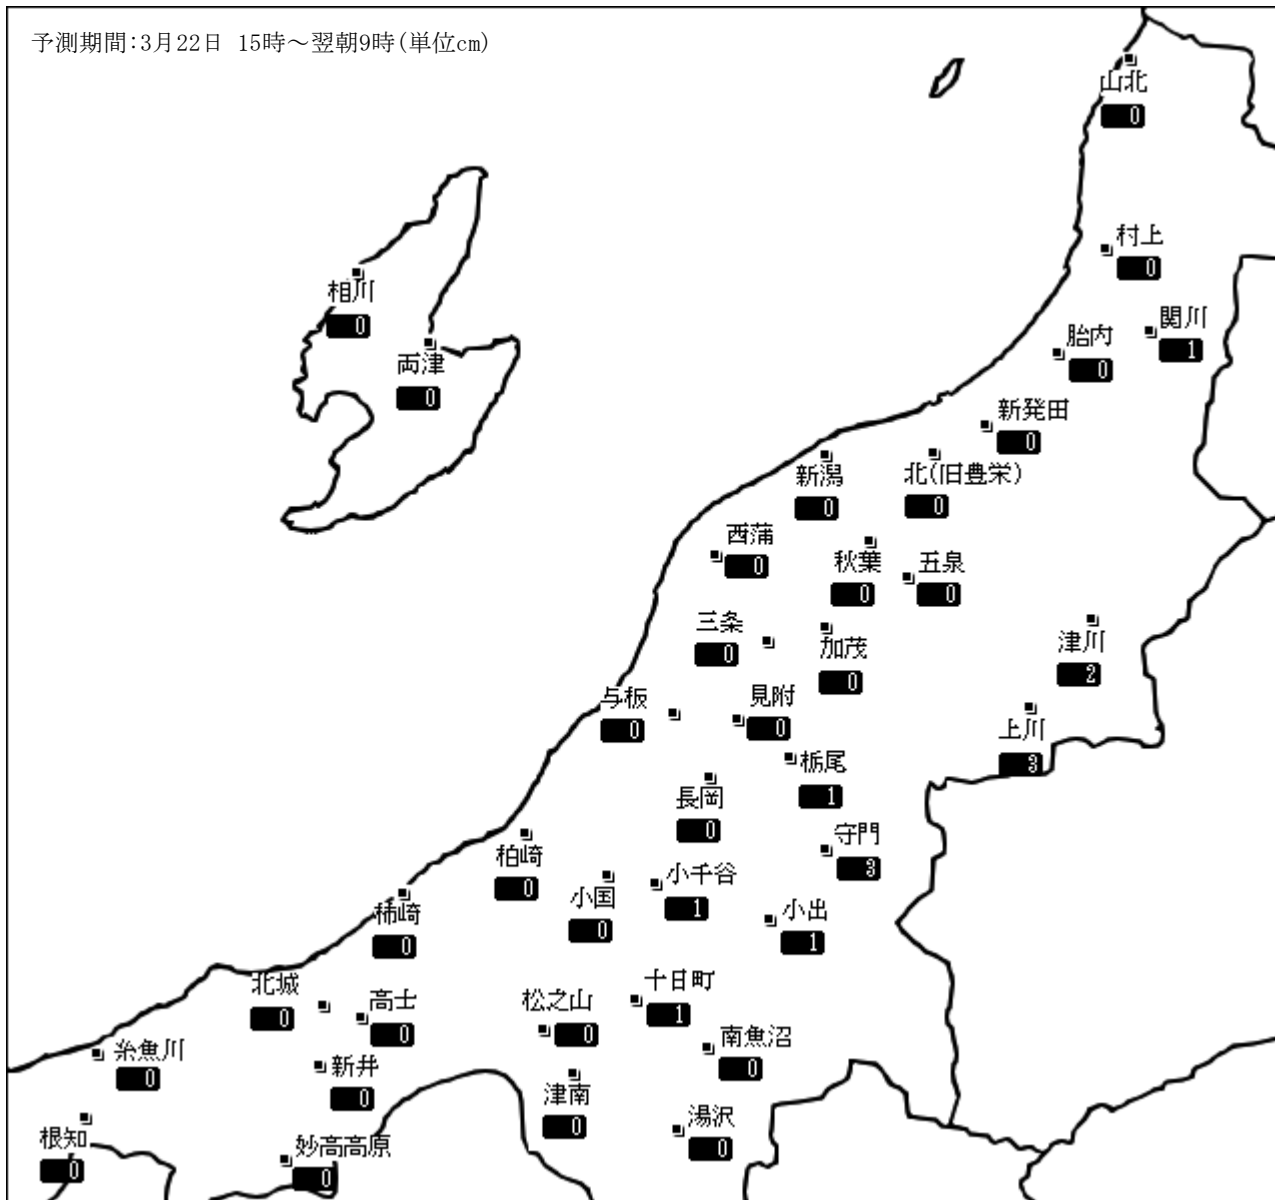 予測期間:3月22日 15時～翌朝9時(単位cm)
山北
0
村上
0
相川
0
関川
1
胎内
0
両津
0
新発田
0
新潟
0
北(旧豊栄)
0
西蒲
0
秋葉
0
五泉
0
三条
0
加茂
0
津川
2
与板
0
見附
0
上川
3
栃尾
1
長岡
0
守門
3
柏崎
0
小千谷
1
小国
0
小出
1
柿崎
0
北城
0
高士
0
松之山
0
十日町
1
南魚沼
0
糸魚川
0
新井
0
津南
0
湯沢
0
根知
0
妙高高原
0